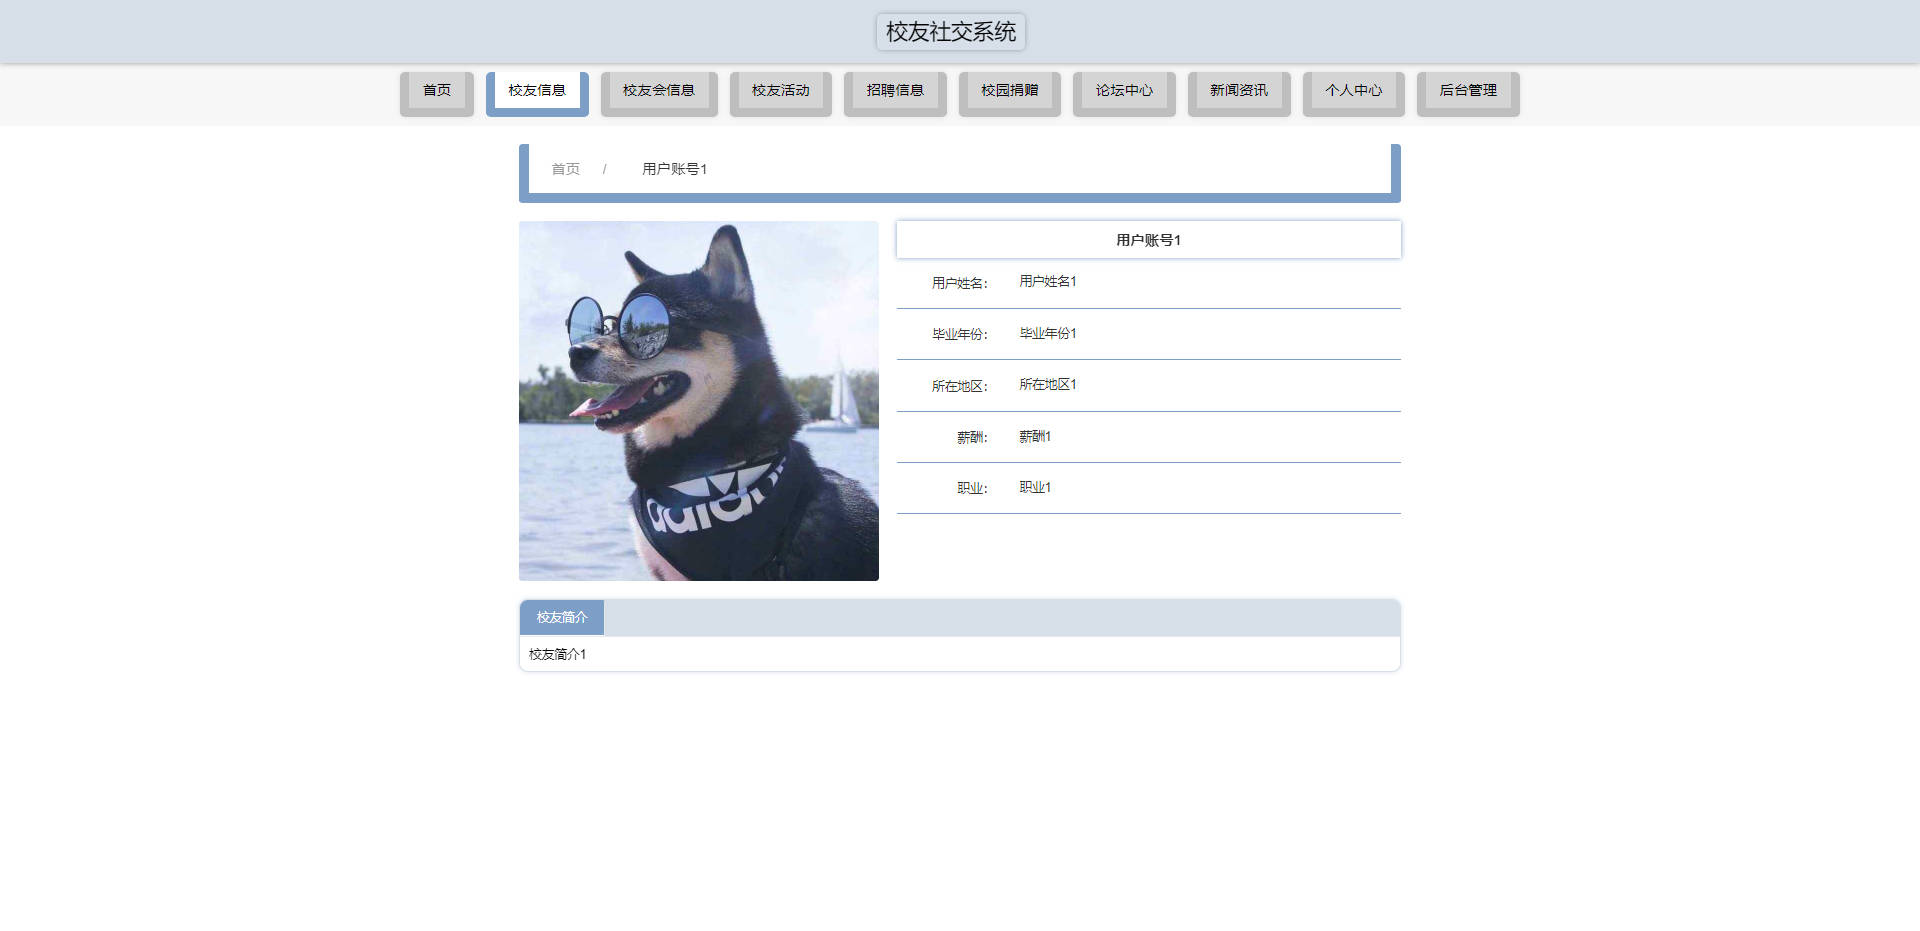 校友社交系统
首页 校友信息 校友会信息 校友活动 招聘信息 校园捐赠 论坛中心 新闻资讯 个人中心 后台管理
首页 / 用户账号1
用户账号1
用户姓名: 用户姓名1
毕业年份: 毕业年份1
所在地区: 所在地区1
薪酬: 薪酬1
职业: 职业1
adidas
校友简介
校友简介1